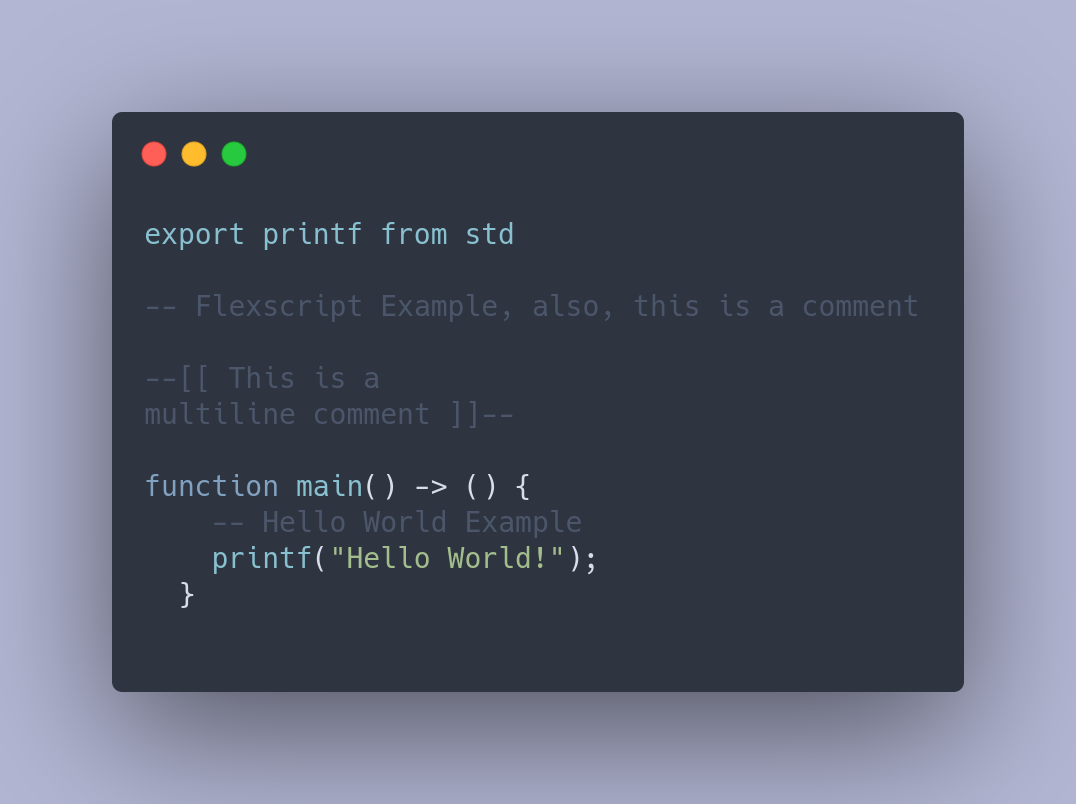 export printf from std
-- Flexscript Example, also, this is a comment
--[[ This is a
multiline comment ]]--
function main() -> () {
    -- Hello World Example
    printf("Hello World!");
  }